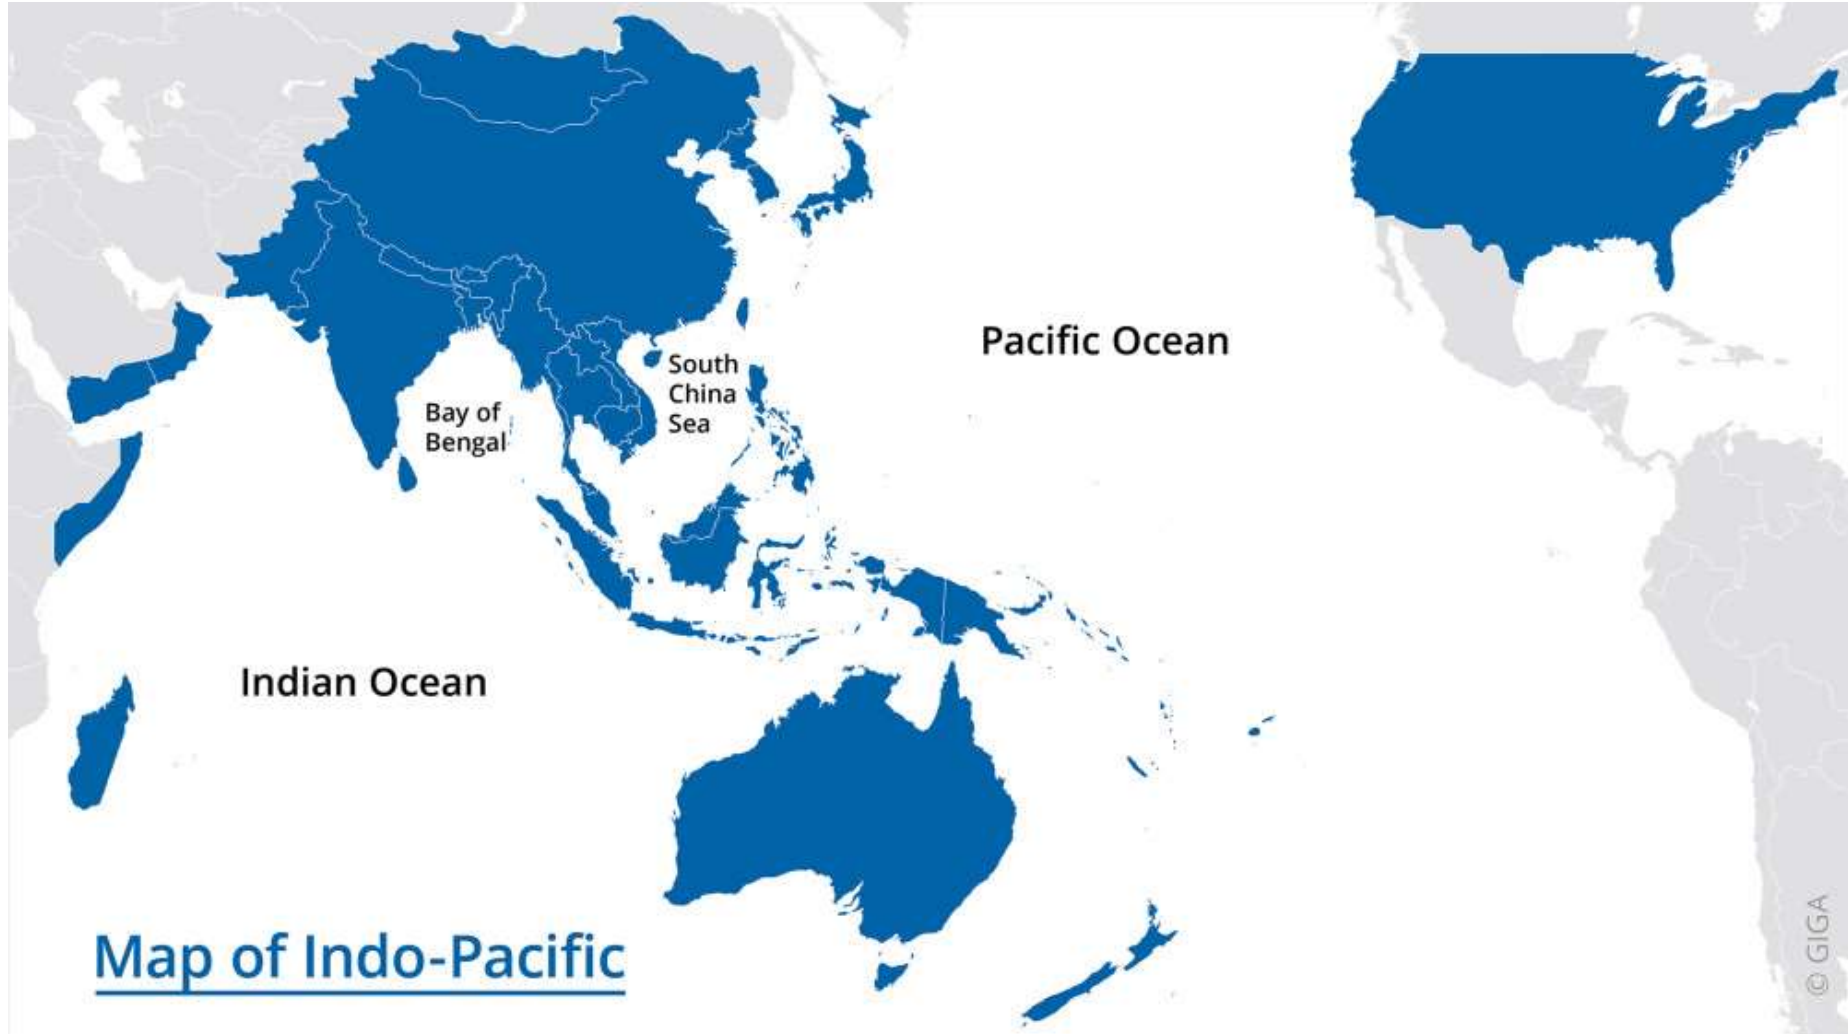 Pacific Ocean
South
China
Sea
Bay of
Bengal
Indian Ocean
Map of Indo-Pacific
© GIGA